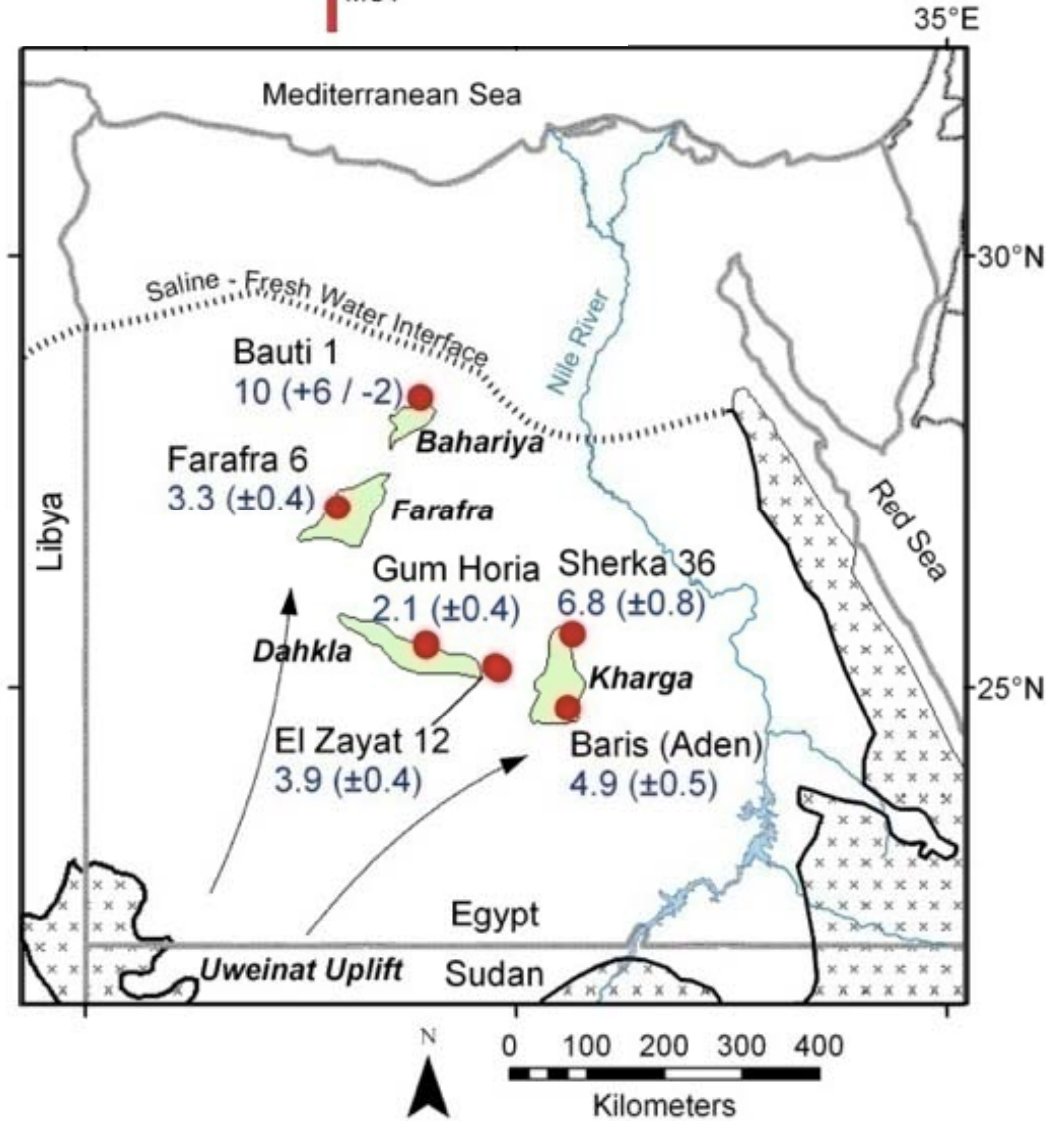 35°E
Mediterranean Sea
30°N
Saline - Fresh Water Interface
Nile River
Bauti 1
10 (+6 / -2)
Bahariya
Farafra 6
3.3 (±0.4)
Farafra
Libya
Red Sea
Gum Horia
2.1 (±0.4)
Sherka 36
6.8 (±0.8)
Dahkla
Kharga
25°N
El Zayat 12
3.9 (±0.4)
Baris (Aden)
4.9 (±0.5)
Egypt
Uweinat Uplift
Sudan
N
0 100 200 300 400
Kilometers